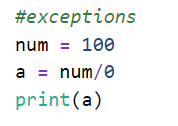 #exceptions
num = 100
a = num/0
print(a)